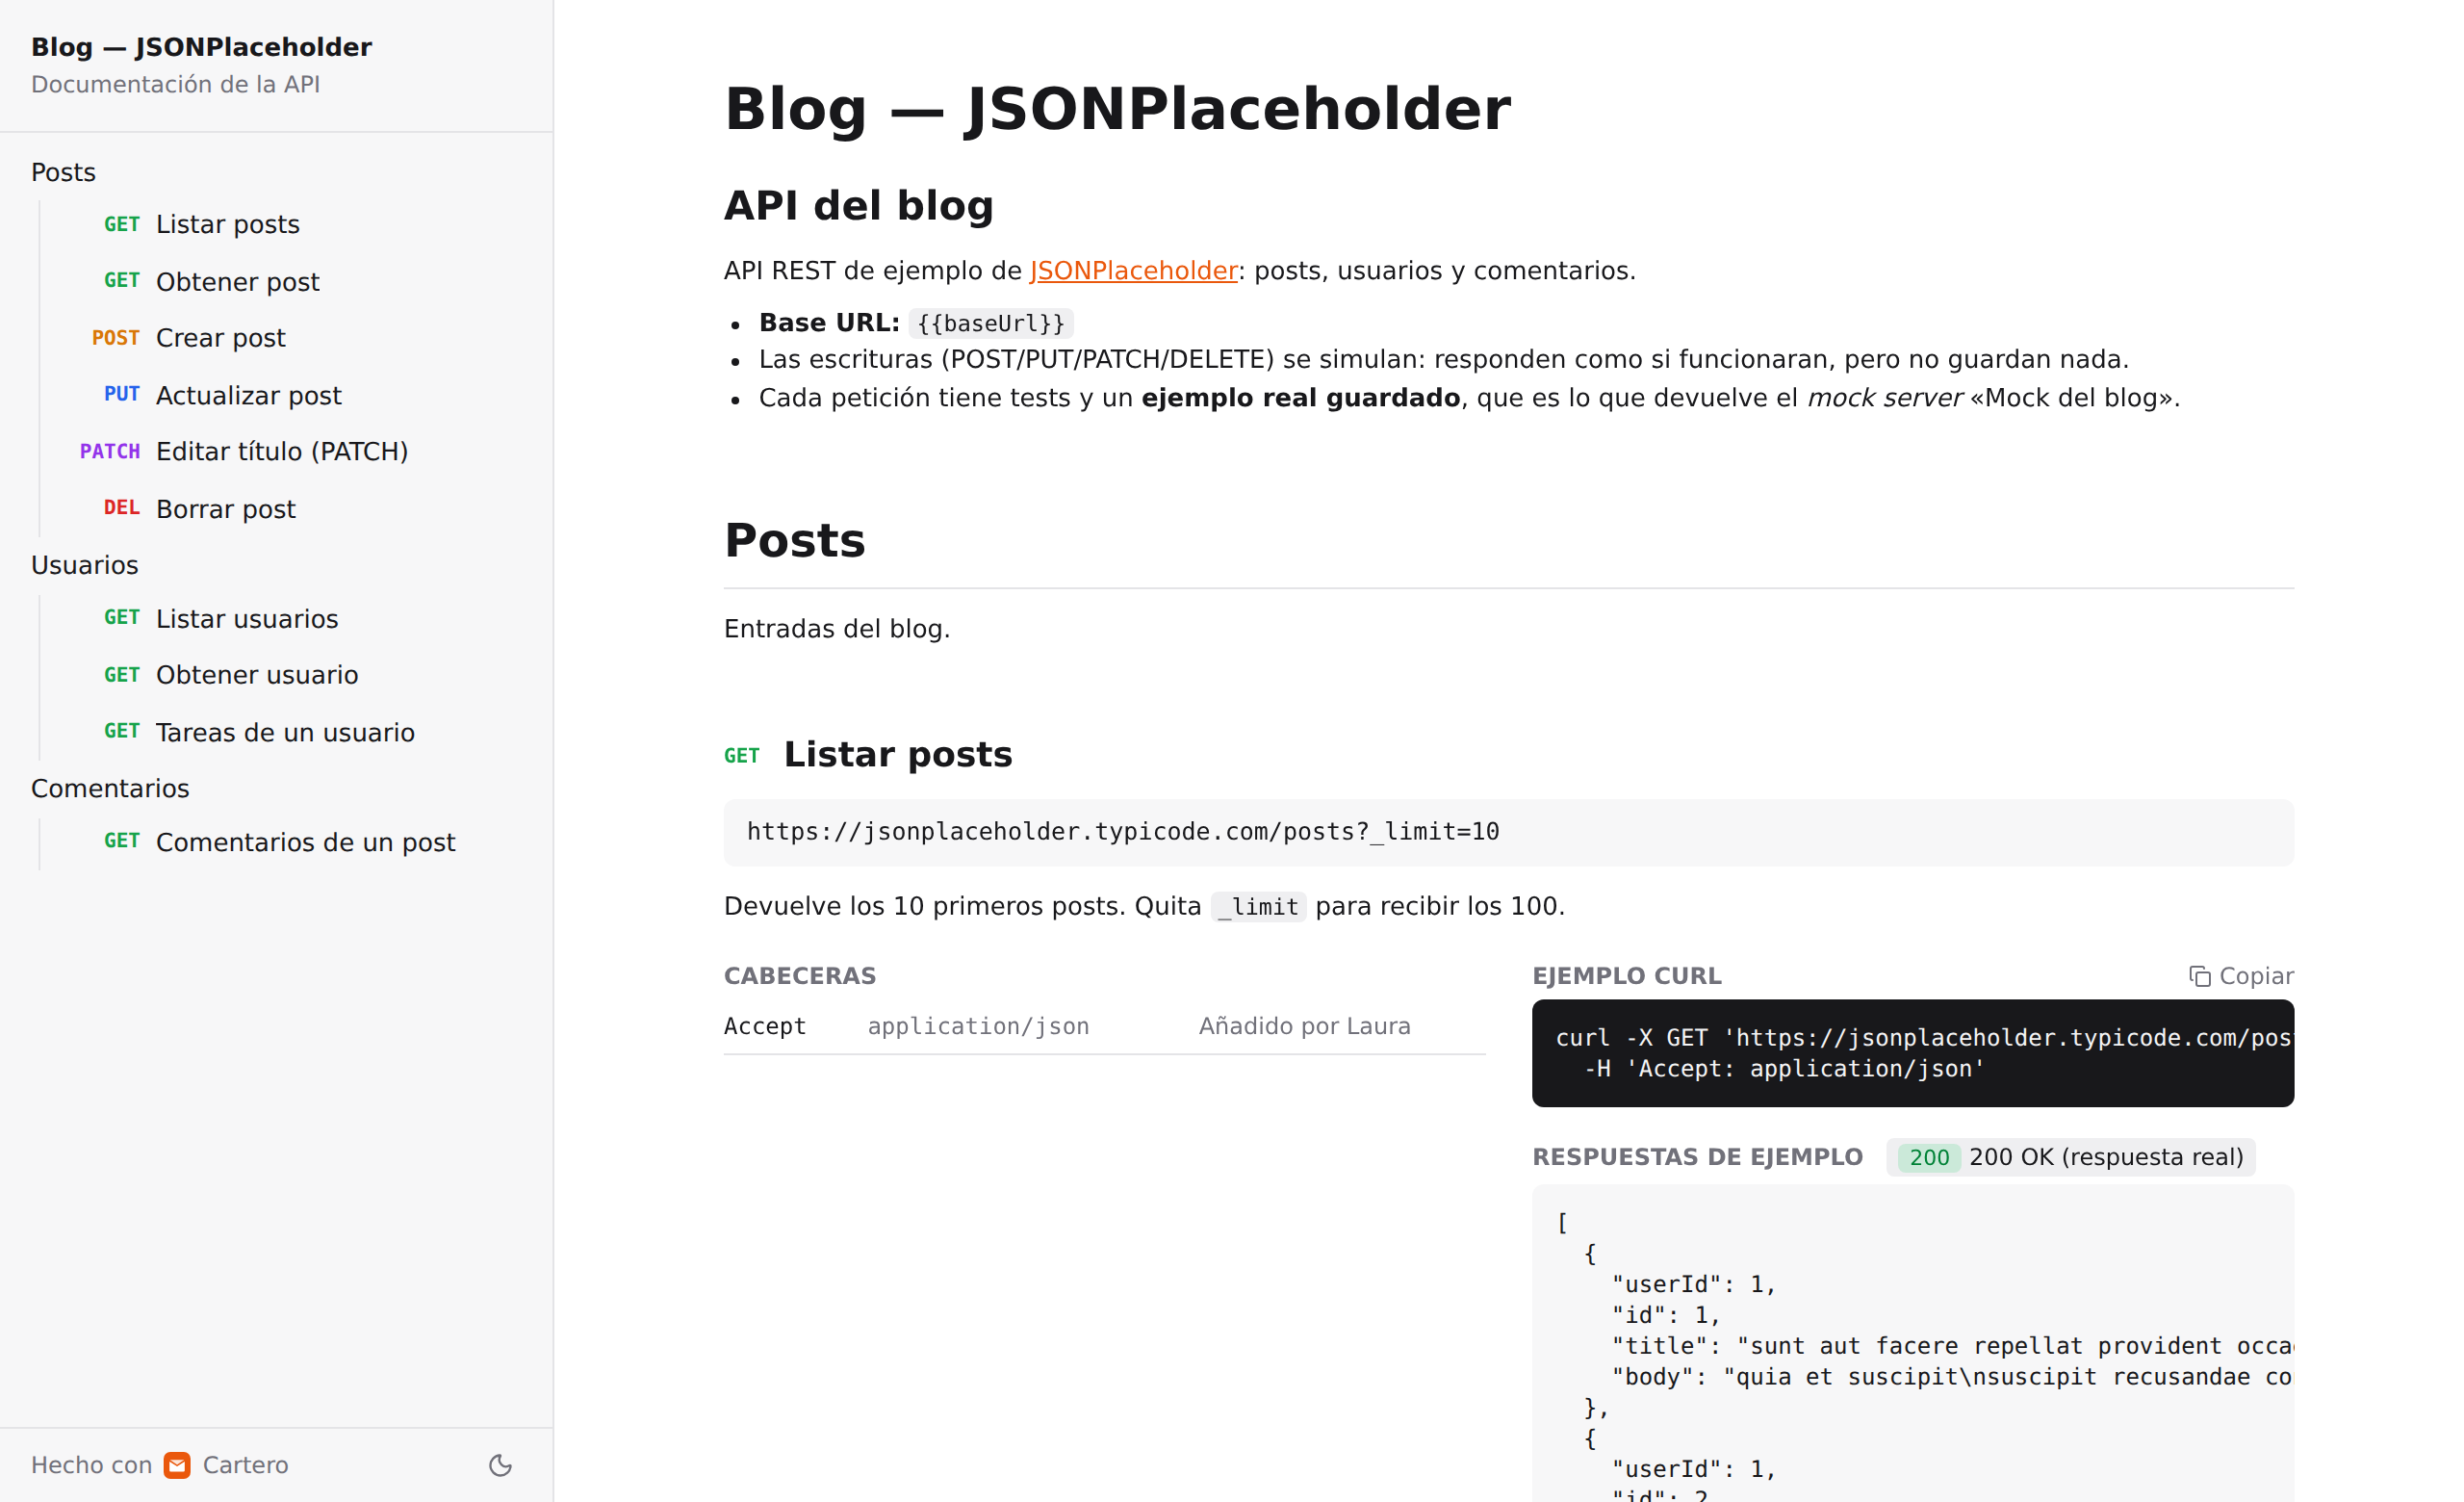 Blog — JSONPlaceholder
Documentación de la API
Posts
GET Listar posts
GET Obtener post
POST Crear post
PUT Actualizar post
PATCH Editar título (PATCH)
DEL Borrar post
Usuarios
GET Listar usuarios
GET Obtener usuario
GET Tareas de un usuario
Comentarios
GET Comentarios de un post
Hecho con Cartero
Blog — JSONPlaceholder
API del blog
API REST de ejemplo de JSONPlaceholder: posts, usuarios y comentarios.
• Base URL: {{baseUrl}}
• Las escrituras (POST/PUT/PATCH/DELETE) se simulan: responden como si funcionaran, pero no guardan nada.
• Cada petición tiene tests y un ejemplo real guardado, que es lo que devuelve el mock server «Mock del blog».
Posts
Entradas del blog.
GET Listar posts
https://jsonplaceholder.typicode.com/posts?_limit=10
Devuelve los 10 primeros posts. Quita _limit para recibir los 100.
CABECERAS
Accept application/json Añadido por Laura
EJEMPLO CURL Copiar
curl -X GET 'https://jsonplaceholder.typicode.com/pos
  -H 'Accept: application/json'
RESPUESTAS DE EJEMPLO 200 200 OK (respuesta real)
[
  {
    "userId": 1,
    "id": 1,
    "title": "sunt aut facere repellat provident occa
    "body": "quia et suscipit\nsuscipit recusandae co
  },
  {
    "userId": 1,
    "id": 2